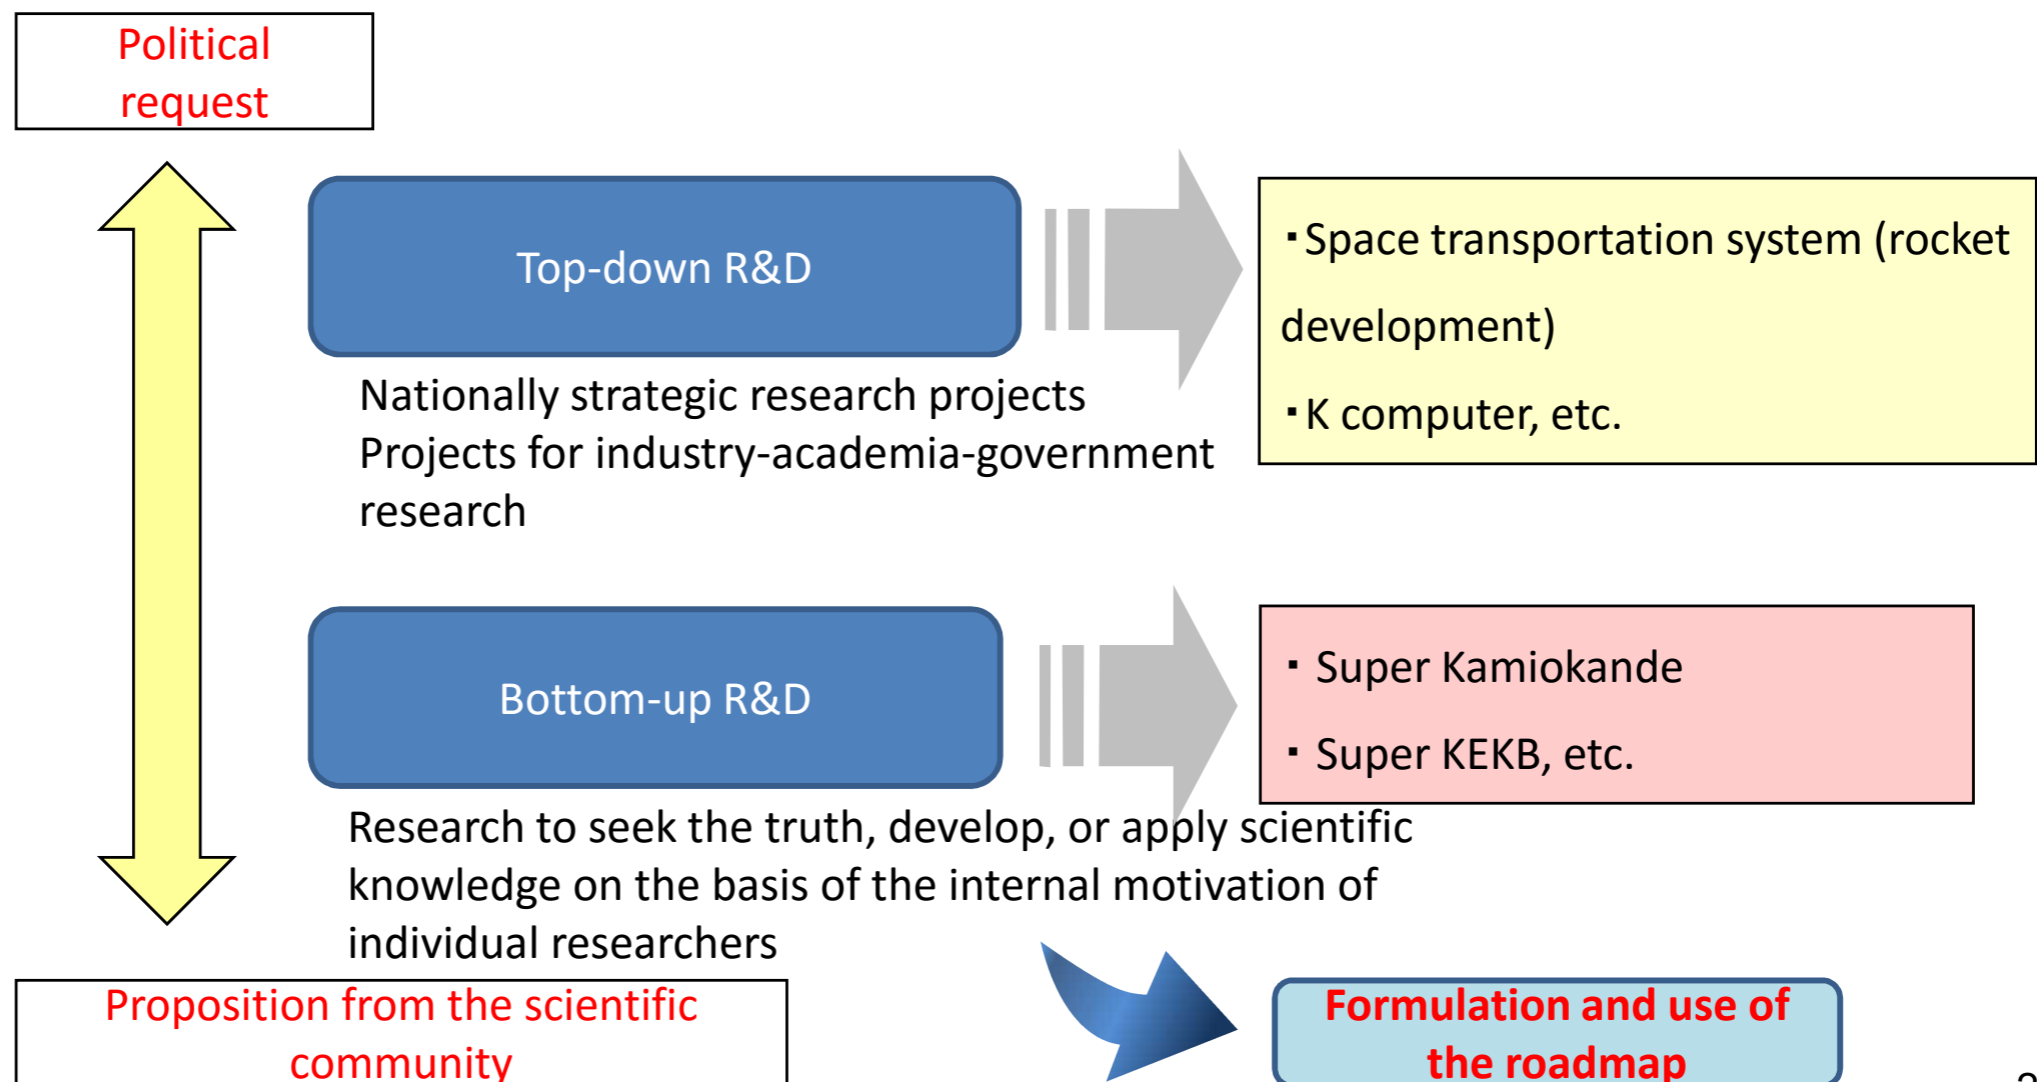 Political
request
Top-down R&D
・Space transportation system (rocket
development)
・K computer, etc.
Nationally strategic research projects
Projects for industry-academia-government
research
Bottom-up R&D
・ Super Kamiokande
・ Super KEKB, etc.
Research to seek the truth, develop, or apply scientific
knowledge on the basis of the internal motivation of
individual researchers
Proposition from the scientific
community
Formulation and use of
the roadmap